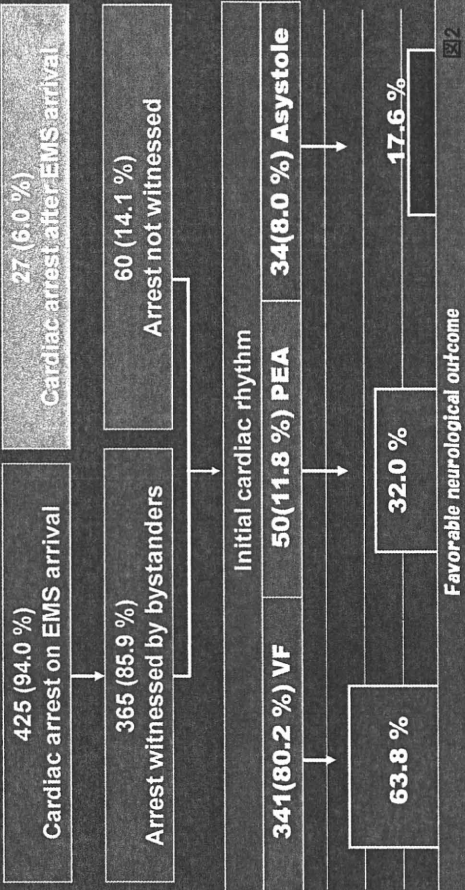 425 (94.0 %)
Cardiac arrest on EMS arrival
27 (6.0 %)
Cardiac arrest after EMS arrival
365 (85.9 %)
Arrest witnessed by bystanders
60 (14.1 %)
Arrest not witnessed
Initial cardiac rhythm
341(80.2 %) VF
50(11.8 %) PEA
34(8.0 %) Asystole
63.8 %
32.0 %
17.6 %
Favorable neurological outcome
図2